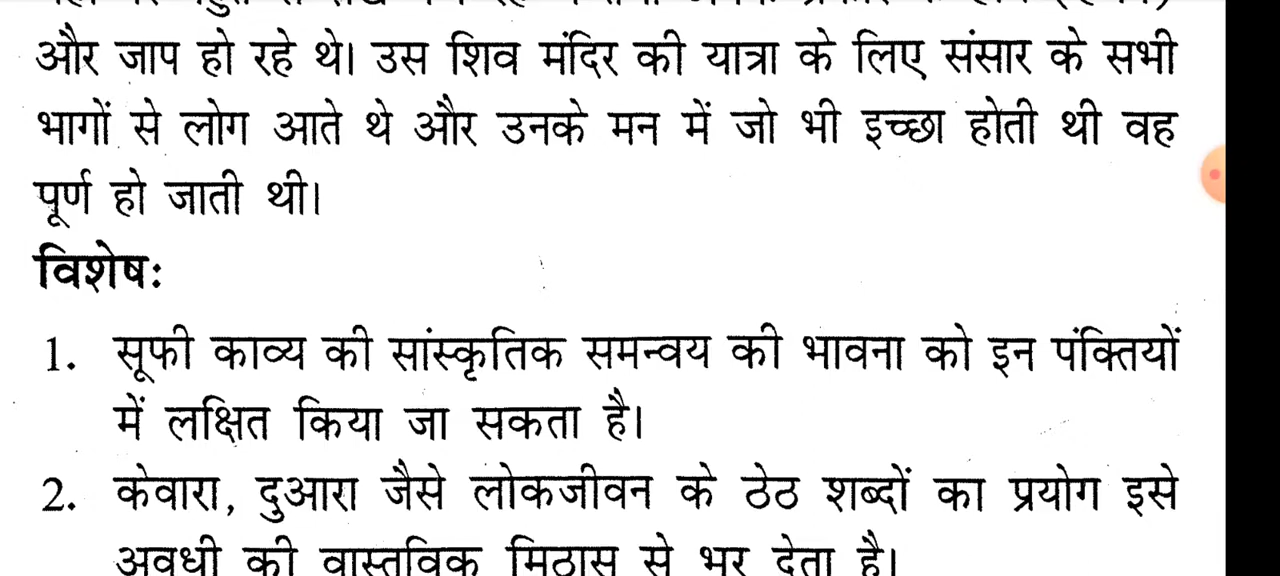 और जाप हो रहे थे। उस शिव मंदिर की यात्रा के लिए संसार के सभी
भागों से लोग आते थे और उनके मन में जो भी इच्छा होती थी वह
पूर्ण हो जाती थी।
विशेषः
1. सूफी काव्य की सांस्कृतिक समन्वय की भावना को इन पंक्तियों
में लक्षित किया जा सकता है।
2. केवारा, दुआरा जैसे लोकजीवन के ठेठ शब्दों का प्रयोग इसे
अवधी की वास्तविक मिठास से भर देता है।